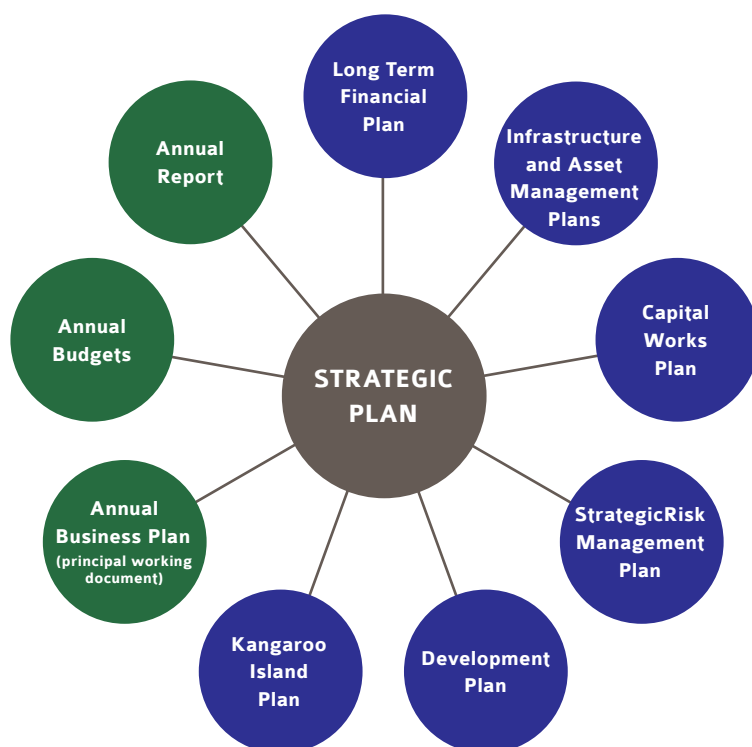 Long Term
Financial
Plan
Infrastructure
and Asset
Management
Plans
Capital
Works
Plan
StrategicRisk
Management
Plan
Development
Plan
Kangaroo
Island
Plan
Annual
Business Plan
(principal working
document)
Annual
Budgets
Annual
Report
STRATEGIC
PLAN